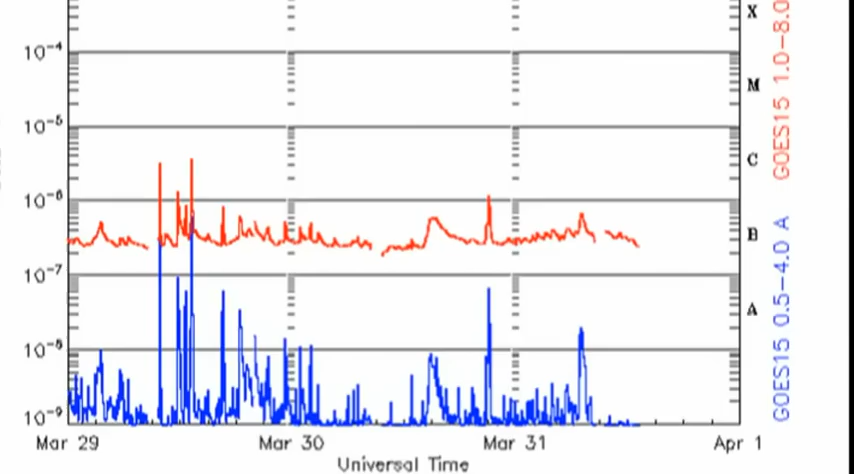 X
10⁻⁴
M
10⁻⁵
C
10⁻⁶
B
10⁻⁷
A
10⁻⁸
10⁻⁹
Mar 29 Mar 30 Mar 31 Apr 1
Universal Time
GOES15 1.0−8.0
GOES15 0.5−4.0 A